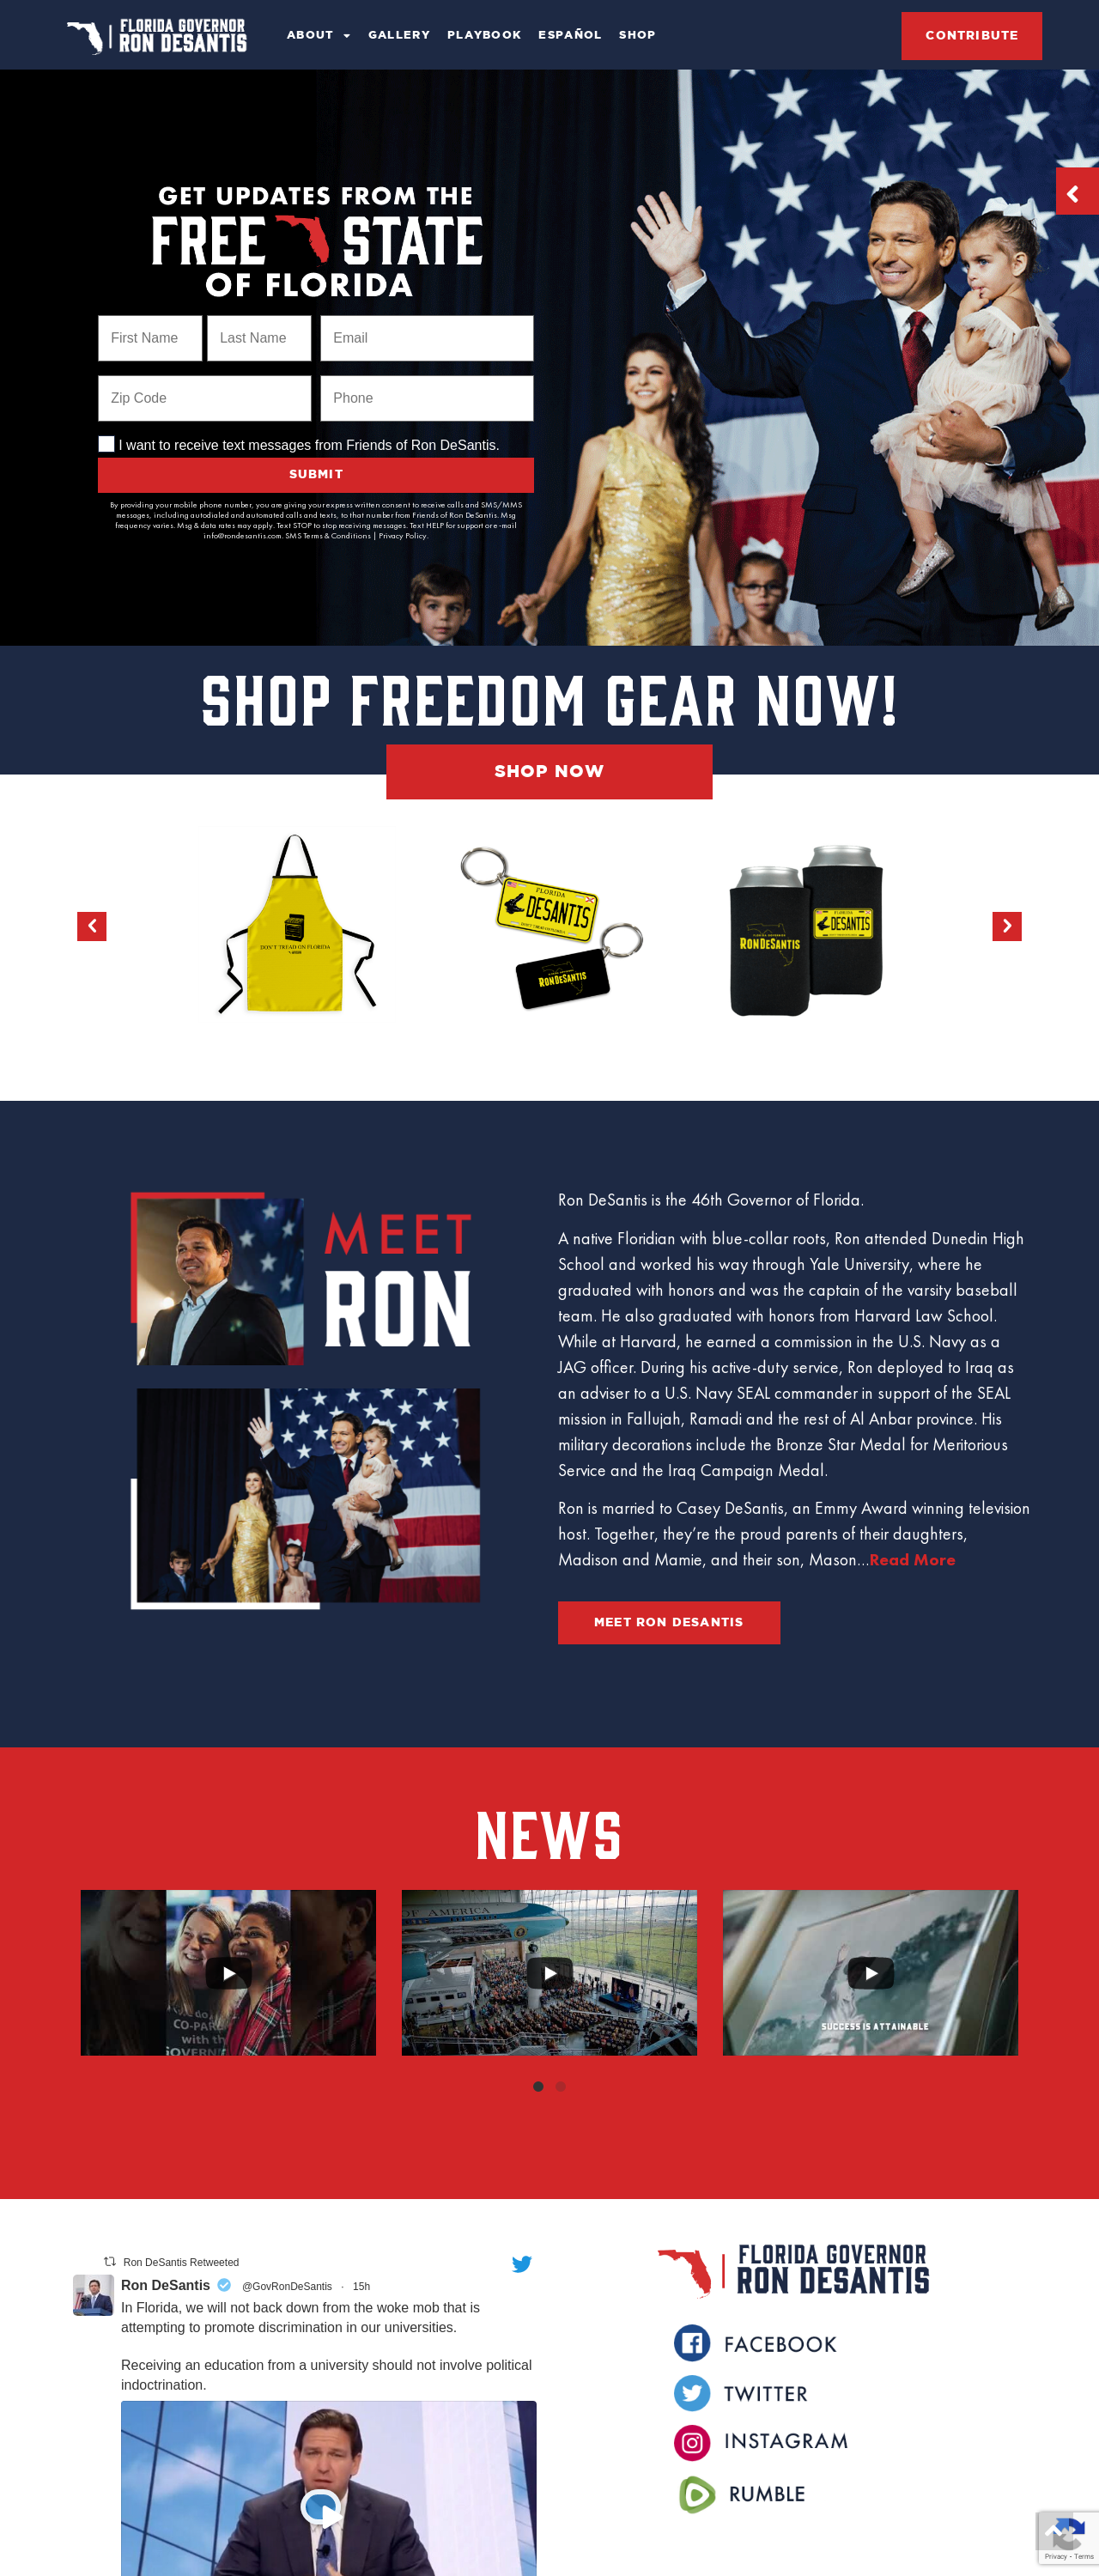 FLORIDA GOVERNOR
RON DESANTIS
ABOUT
GALLERY
PLAYBOOK
ESPAÑOL
SHOP
CONTRIBUTE
GET UPDATES FROM THE
FREE STATE
OF FLORIDA
First Name
Last Name
Email
Zip Code
Phone
I want to receive text messages from Friends of Ron DeSantis.
SUBMIT
By providing your mobile phone number, you are giving your express written consent to receive calls and SMS/MMS
messages, including autodialed and automated calls and texts, to that number from Friends of Ron DeSantis. Msg
frequency varies. Msg & data rates may apply. Text STOP to stop receiving messages. Text HELP for support or e-mail
info@rondesantis.com. SMS Terms & Conditions | Privacy Policy.
SHOP FREEDOM GEAR NOW!
SHOP NOW
DON'T TREAD ON FLORIDA
FLORIDA
DESANTIS
RON DESANTIS
RON DESANTIS
FLORIDA
DESANTIS
MEET
RON
Ron DeSantis is the 46th Governor of Florida.
A native Floridian with blue-collar roots, Ron attended Dunedin High
School and worked his way through Yale University, where he
graduated with honors and was the captain of the varsity baseball
team. He also graduated with honors from Harvard Law School.
While at Harvard, he earned a commission in the U.S. Navy as a
JAG officer. During his active-duty service, Ron deployed to Iraq as
an adviser to a U.S. Navy SEAL commander in support of the SEAL
mission in Fallujah, Ramadi and the rest of Al Anbar province. His
military decorations include the Bronze Star Medal for Meritorious
Service and the Iraq Campaign Medal.
Ron is married to Casey DeSantis, an Emmy Award winning television
host. Together, they’re the proud parents of their daughters,
Madison and Mamie, and their son, Mason…Read More
MEET RON DESANTIS
NEWS
CO-PARE
with th
GOVERNM
OF AMERICA
SUCCESS IS ATTAINABLE
Ron DeSantis Retweeted
Ron DeSantis @GovRonDeSantis · 15h
In Florida, we will not back down from the woke mob that is
attempting to promote discrimination in our universities.
Receiving an education from a university should not involve political
indoctrination.
FLORIDA GOVERNOR
RON DESANTIS
FACEBOOK
TWITTER
INSTAGRAM
RUMBLE
Privacy - Terms